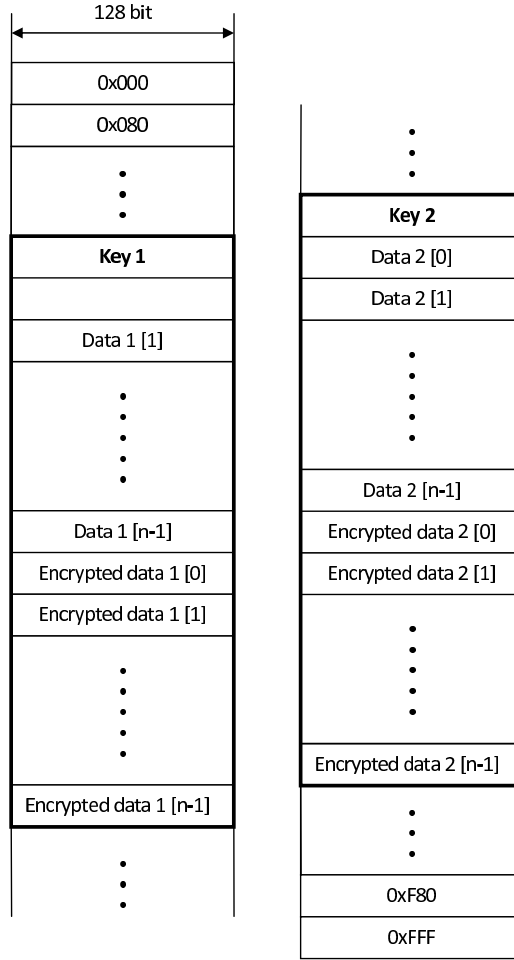 128 bit
0x000
0x080
Key 1
Data 1 [1]
Data 1 [n-1]
Encrypted data 1 [0]
Encrypted data 1 [1]
Encrypted data 1 [n-1]
Key 2
Data 2 [0]
Data 2 [1]
Data 2 [n-1]
Encrypted data 2 [0]
Encrypted data 2 [1]
Encrypted data 2 [n-1]
0xF80
0xFFF